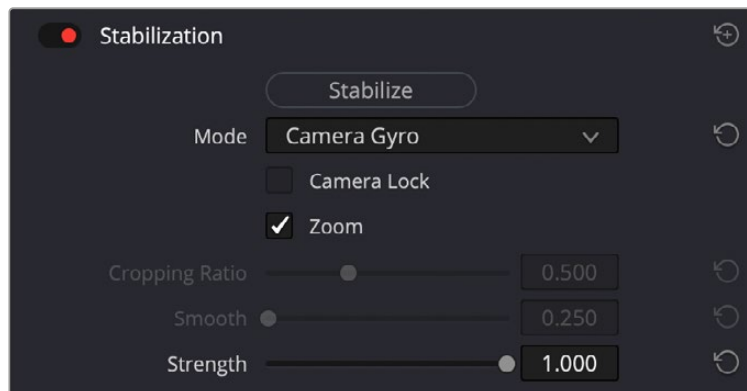 Stabilization
Stabilize
Mode Camera Gyro
Camera Lock
Zoom
Cropping Ratio 0.500
Smooth 0.250
Strength 1.000